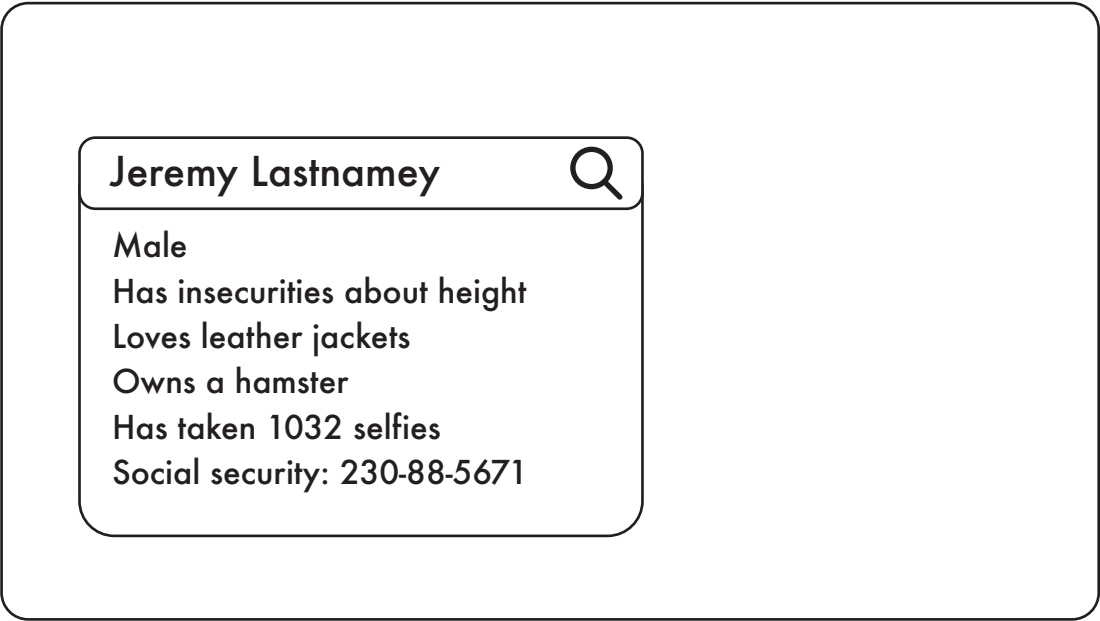 Jeremy Lastnamey
Male
Has insecurities about height
Loves leather jackets
Owns a hamster
Has taken 1032 selfies
Social security: 230-88-5671